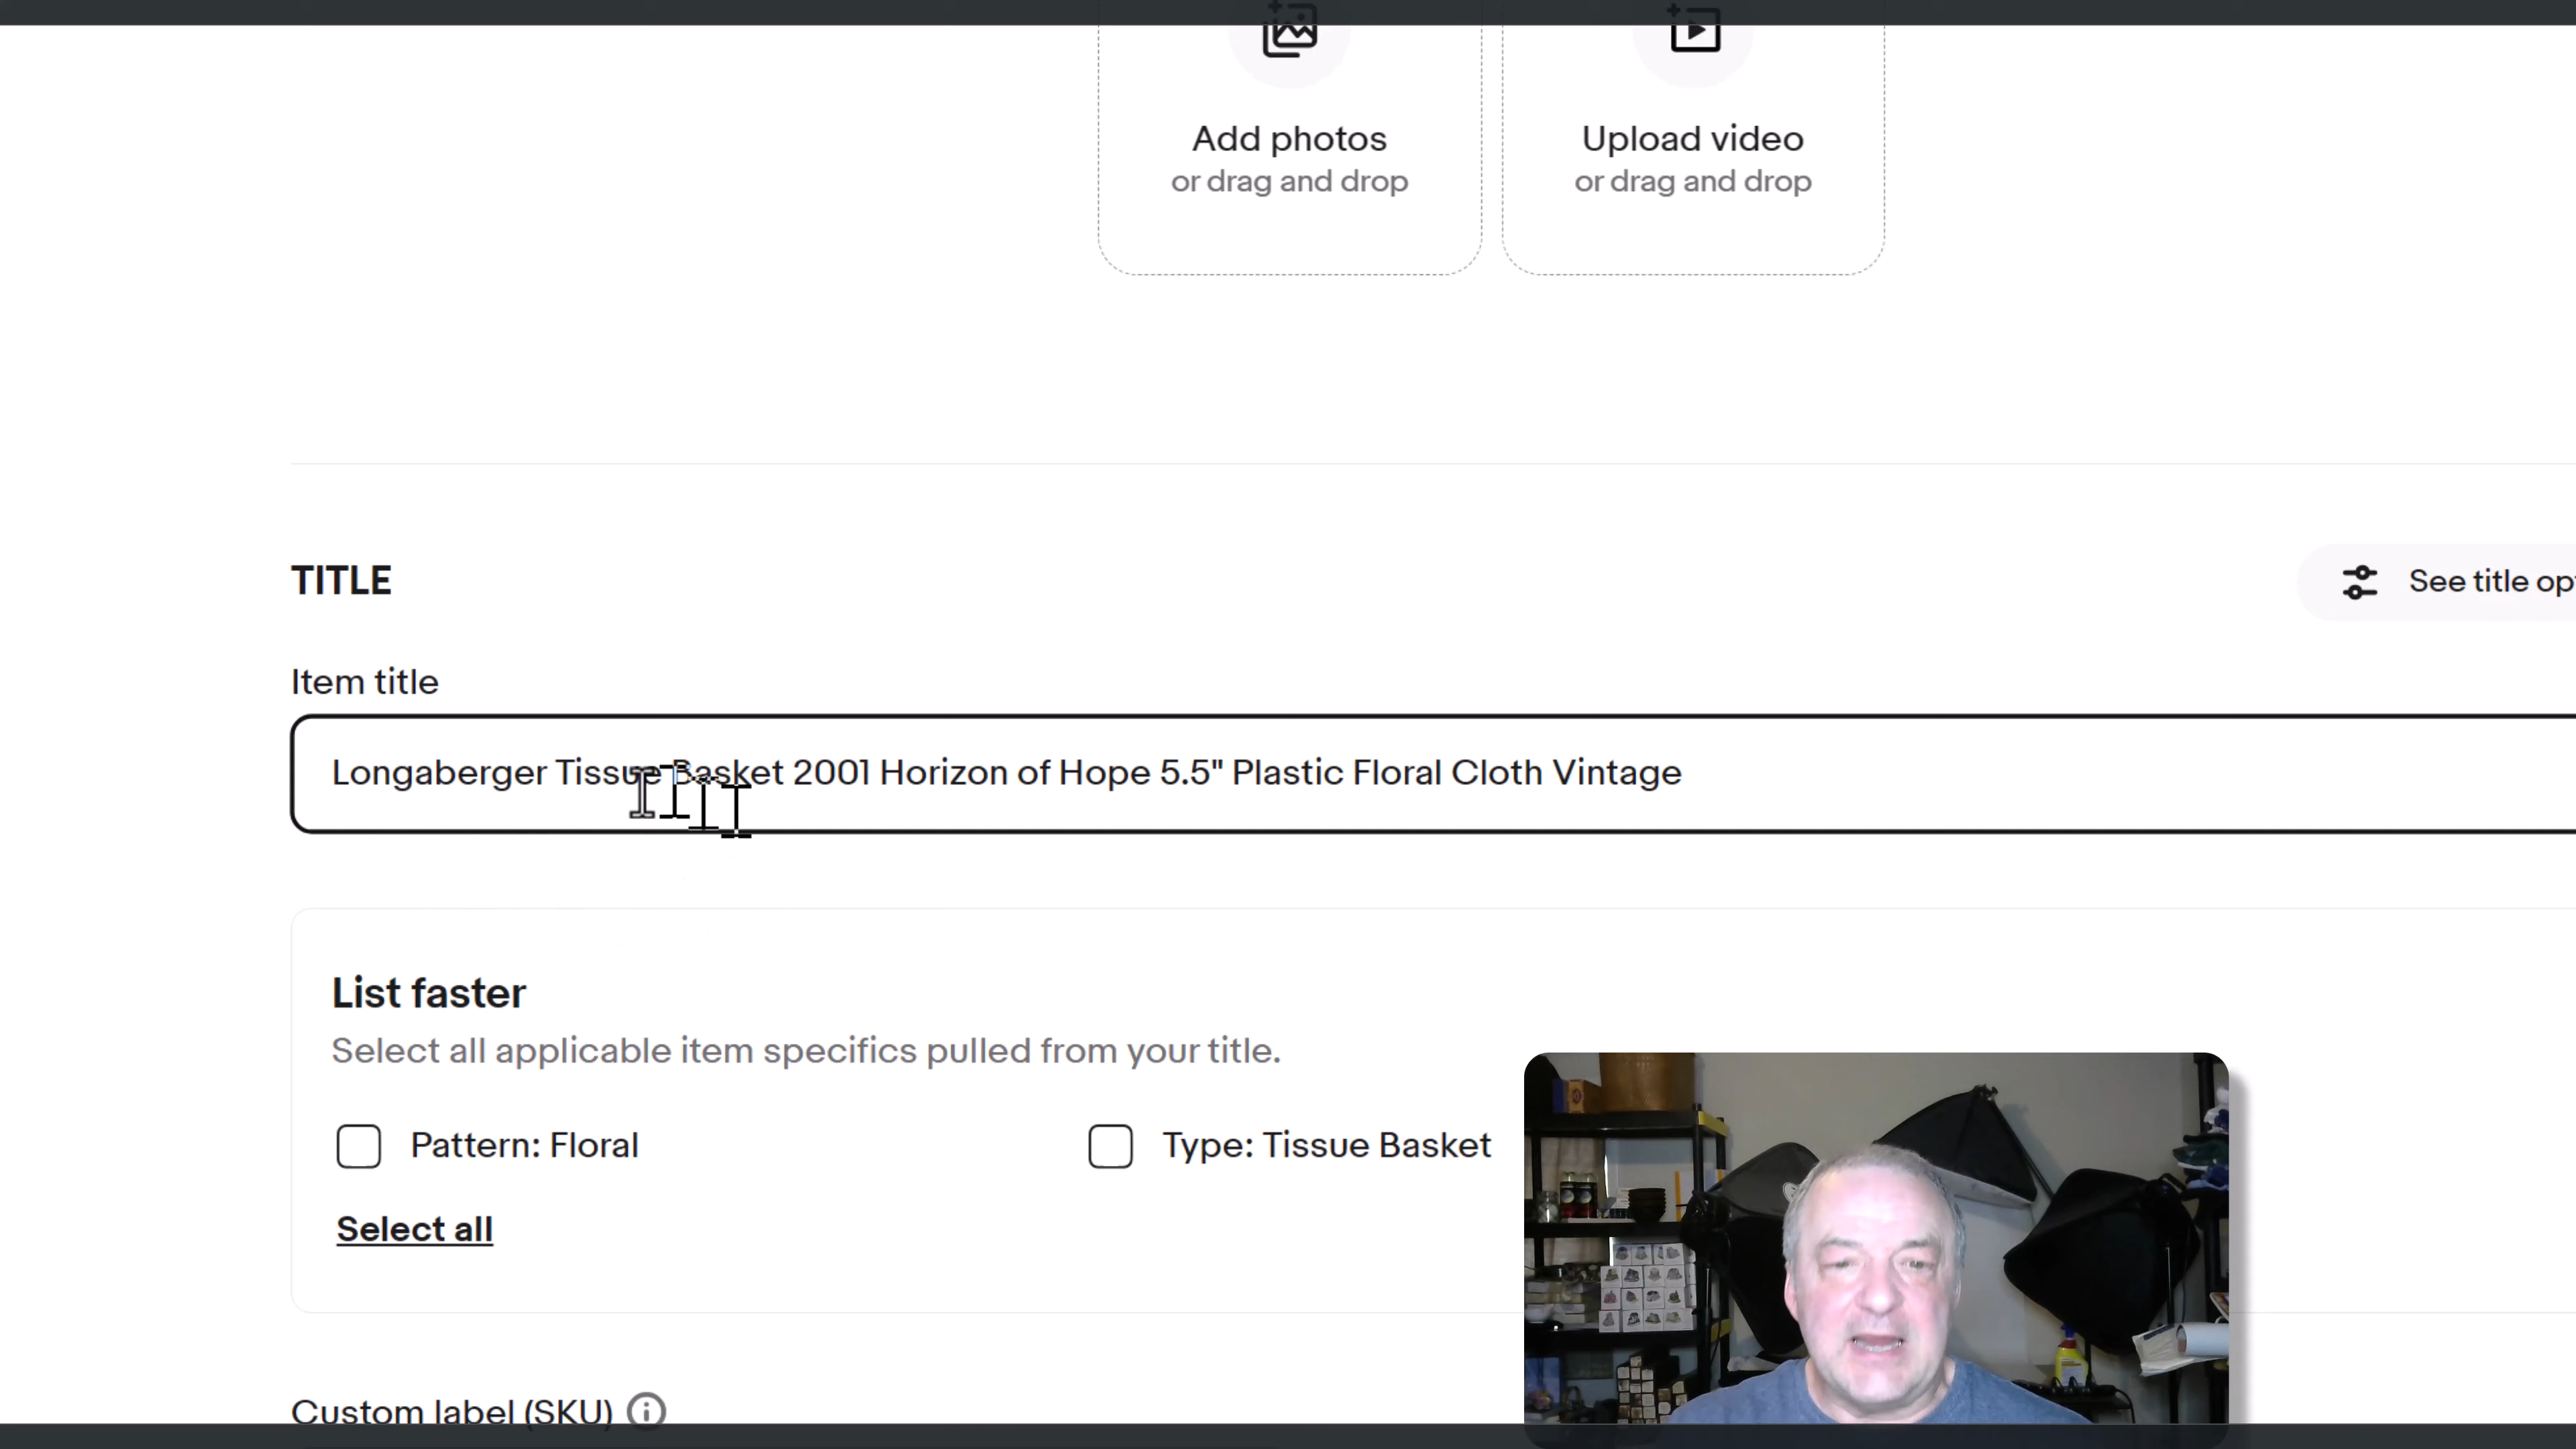 Add photos
or drag and drop
Upload video
or drag and drop
TITLE
See title op
Item title
Longaberger Tissue Basket 2001 Horizon of Hope 5.5" Plastic Floral Cloth Vintage
List faster
Select all applicable item specifics pulled from your title.
Pattern: Floral
Type: Tissue Basket
Select all
Custom label (SKU)